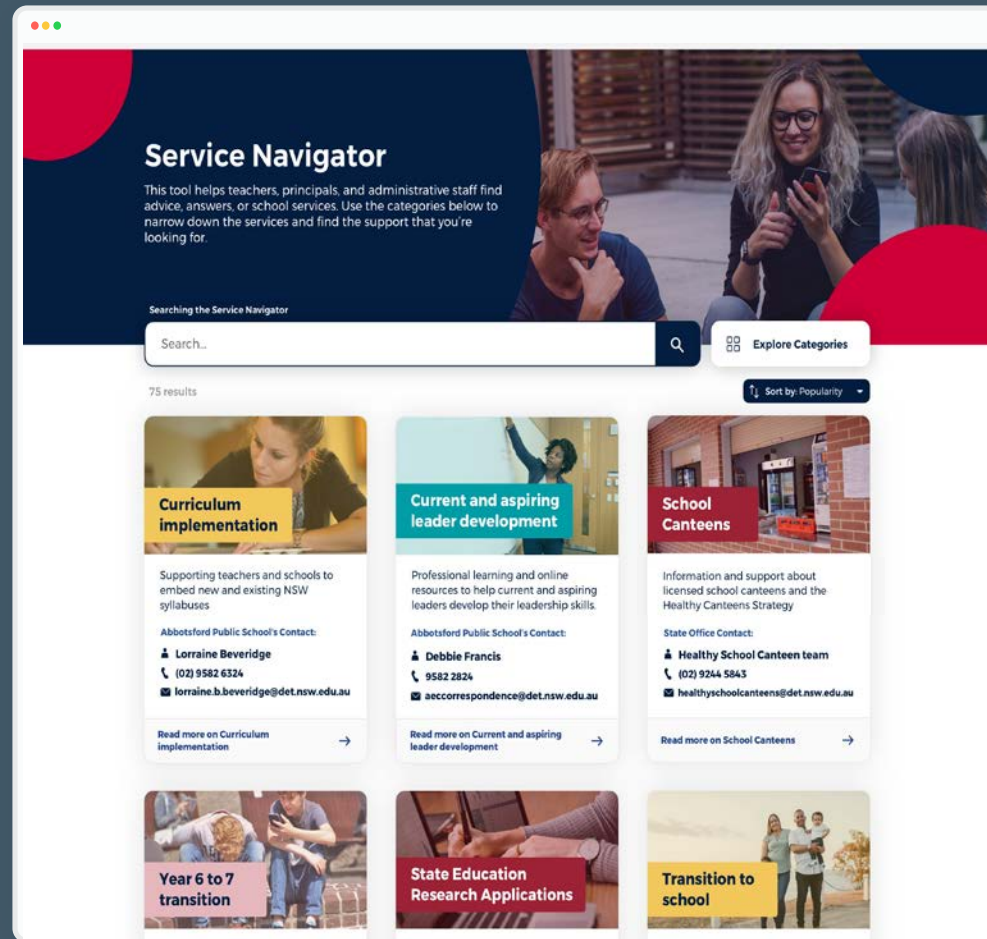 Service Navigator
This tool helps teachers, principals, and administrative staff find
advice, answers, or school services. Use the categories below to
narrow down the services and find the support that you're
looking for.
Searching the Service Navigator
Search...
Explore Categories
75 results
Sort by: Popularity
Curriculum
implementation
Supporting teachers and schools to
embed new and existing NSW
syllabuses
Abbotsford Public School's Contact:
Lorraine Beveridge
(02) 9582 6324
lorraine.b.beveridge@det.nsw.edu.au
Read more on Curriculum
implementation
Current and aspiring
leader development
Professional learning and online
resources to help current and aspiring
leaders develop their leadership skills.
Abbotsford Public School's Contact:
Debbie Francis
9582 2824
aeccorrespondence@det.nsw.edu.au
Read more on Current and aspiring
leader development
School
Canteens
Information and support about
licensed school canteens and the
Healthy Canteens Strategy
State Office Contact:
Healthy School Canteen team
(02) 9244 5843
healthyschoolcanteens@det.nsw.edu.au
Read more on School Canteens
Year 6 to 7
transition
State Education
Research Applications
Transition to
school